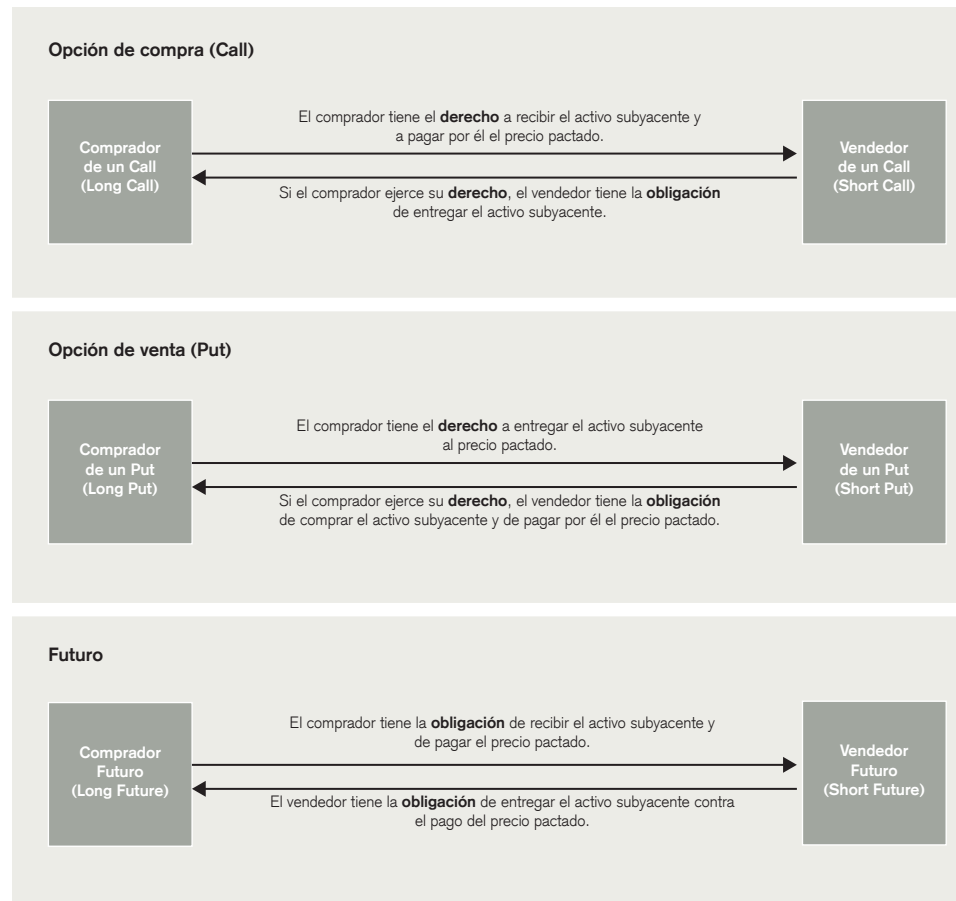 Opción de compra (Call)
Comprador
de un Call
(Long Call)
El comprador tiene el derecho a recibir el activo subyacente y
a pagar por él el precio pactado.
Si el comprador ejerce su derecho, el vendedor tiene la obligación
de entregar el activo subyacente.
Vendedor
de un Call
(Short Call)
Opción de venta (Put)
Comprador
de un Put
(Long Put)
El comprador tiene el derecho a entregar el activo subyacente
al precio pactado.
Si el comprador ejerce su derecho, el vendedor tiene la obligación
de comprar el activo subyacente y de pagar por él el precio pactado.
Vendedor
de un Put
(Short Put)
Futuro
Comprador
Futuro
(Long Future)
El comprador tiene la obligación de recibir el activo subyacente y
de pagar el precio pactado.
El vendedor tiene la obligación de entregar el activo subyacente contra
el pago del precio pactado.
Vendedor
Futuro
(Short Future)